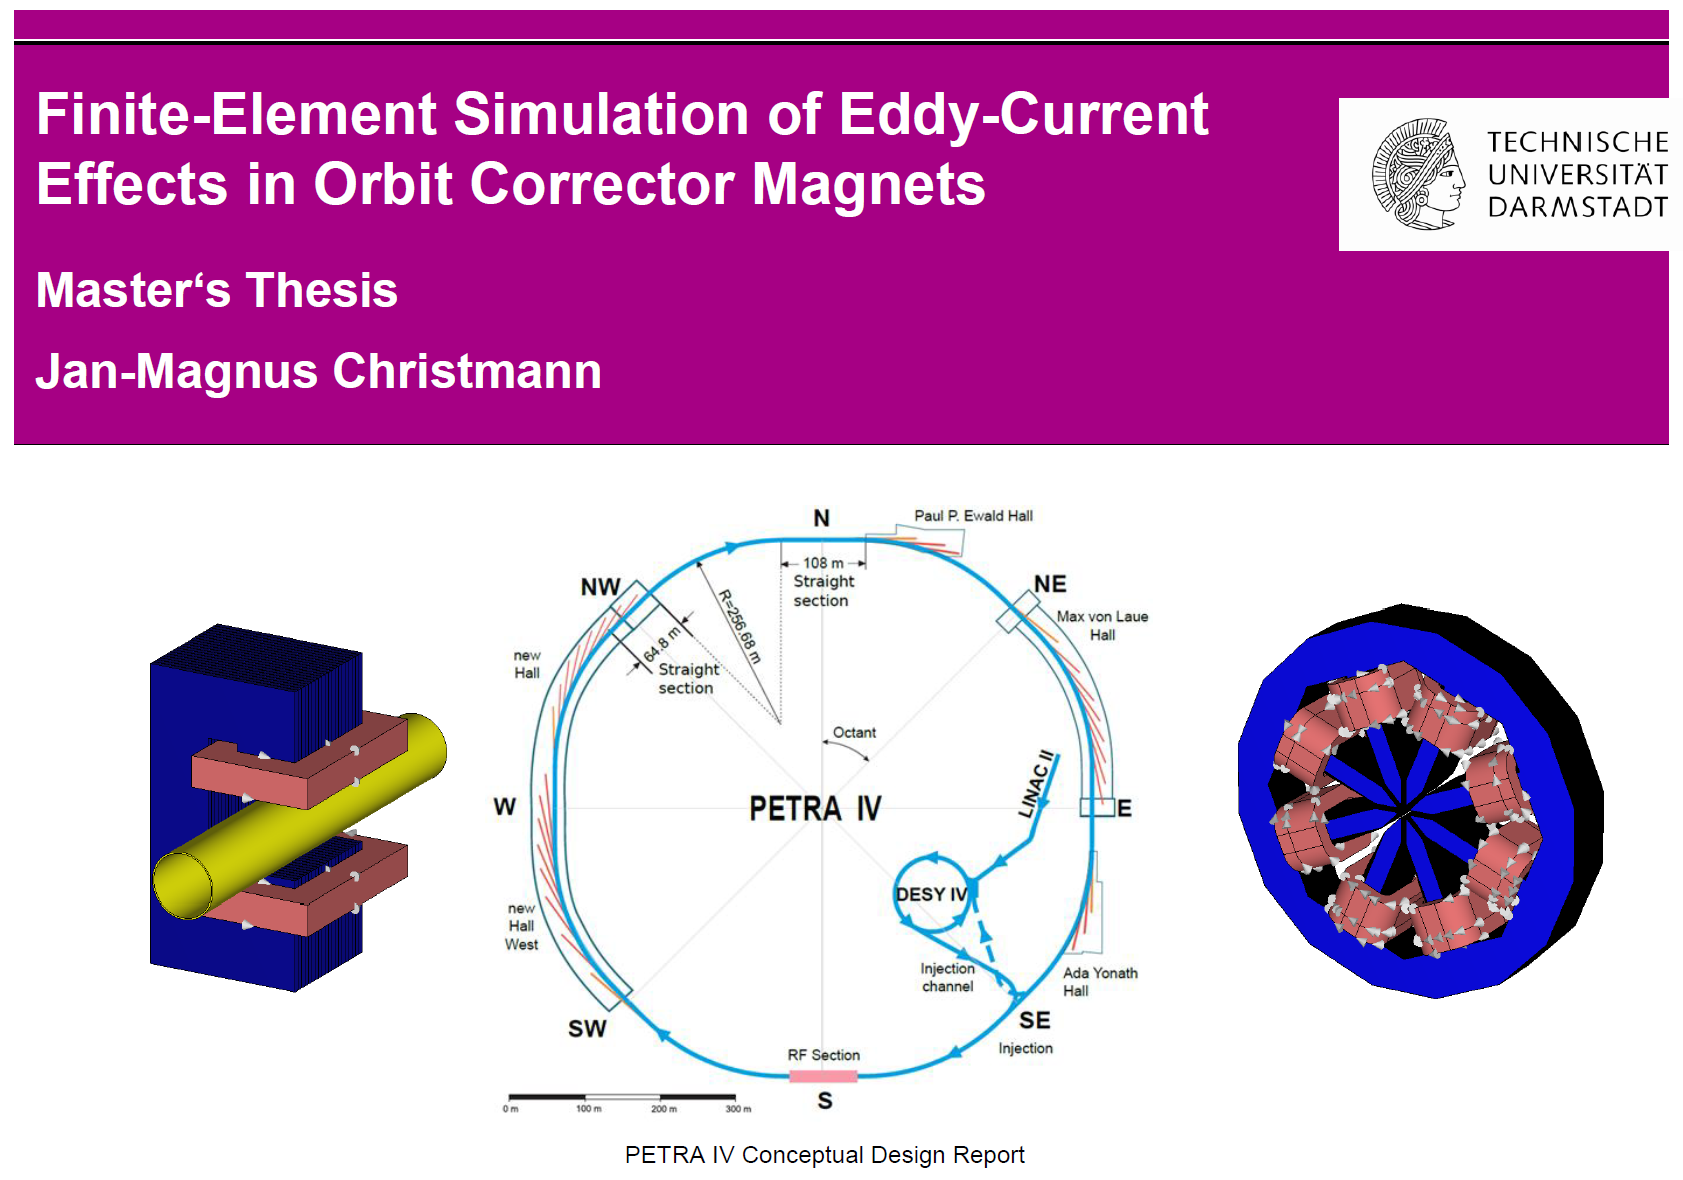 Finite-Element Simulation of Eddy-Current
Effects in Orbit Corrector Magnets
Master‘s Thesis
Jan-Magnus Christmann
TECHNISCHE
UNIVERSITÄT
DARMSTADT
N
Paul P. Ewald Hall
108 m
Straight
section
NW
NE
R=256.68 m
Max von Laue
Hall
64.8 m
Straight
section
new
Hall
Octant
LINAC II
W
PETRA IV
E
DESY IV
new
Hall
West
Injection
channel
Ada Yonath
Hall
SW
SE
Injection
RF Section
S
0 m
100 m
200 m
300 m
PETRA IV Conceptual Design Report